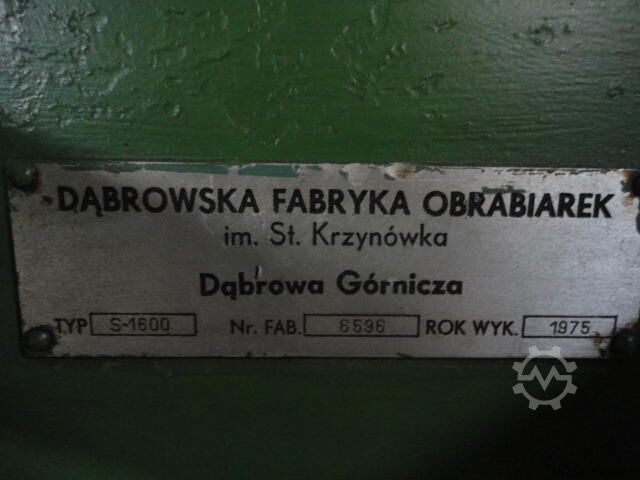 DĄBROWSKA FABRYKA OBRABIAREK
im. St. Krzynówka
Dąbrowa Górnicza
TYP S-1600 Nr. FAB. 6596 ROK WYK. 1975